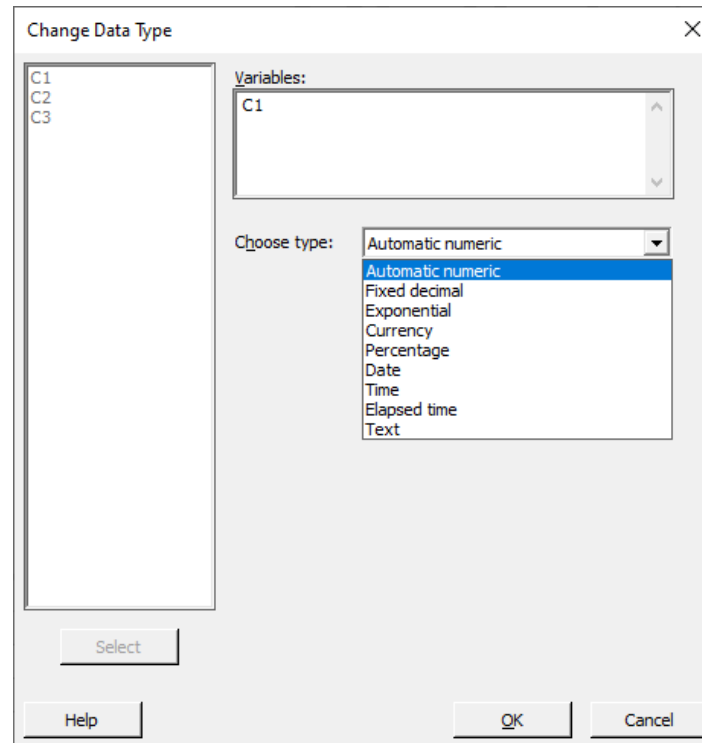 Change Data Type
C1
C2
C3
Variables:
C1
Choose type:
Automatic numeric
Automatic numeric
Fixed decimal
Exponential
Currency
Percentage
Date
Time
Elapsed time
Text
Select
Help
OK
Cancel